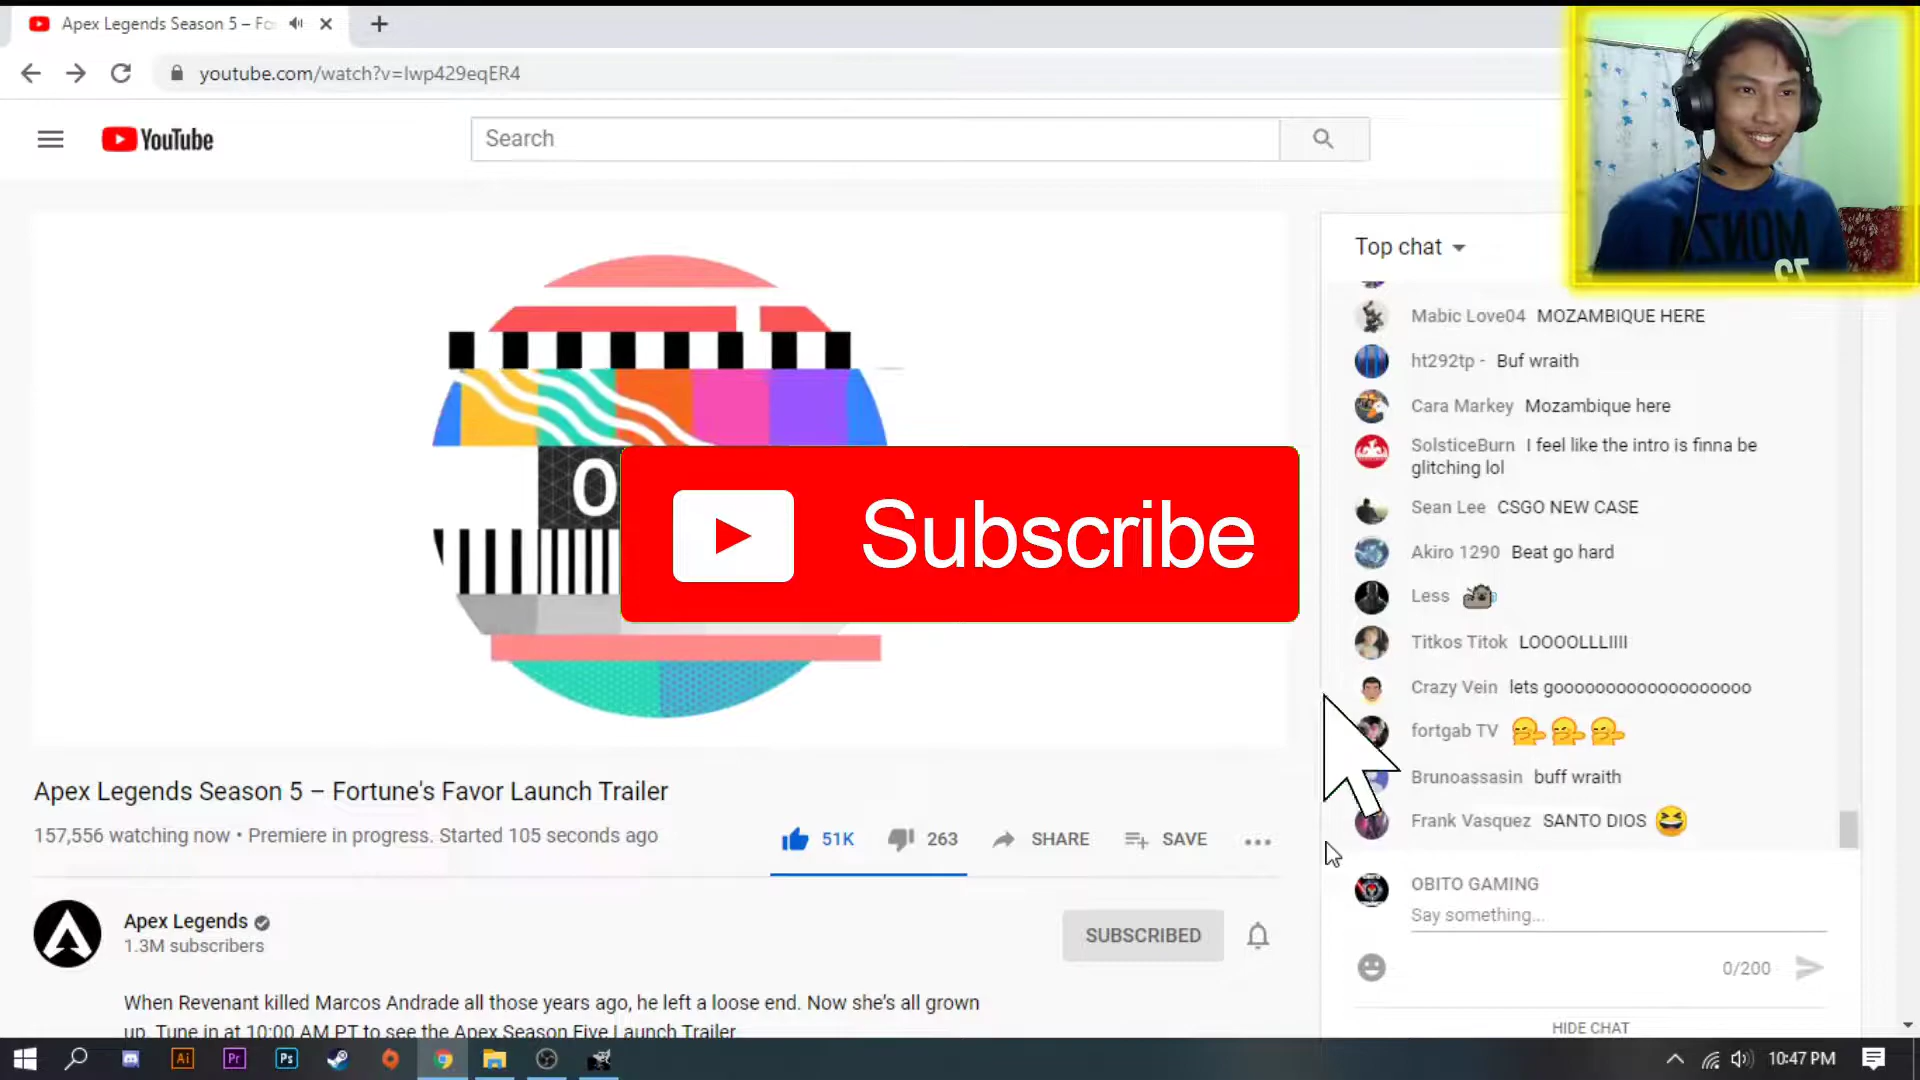 Apex Legends Season 5 – Fo
youtube.com/watch?v=Iwp429eqER4
YouTube
Search
Top chat
Mabic Love04 MOZAMBIQUE HERE
ht292tp - Buf wraith
Cara Markey Mozambique here
SolsticeBurn I feel like the intro is finna be
glitching lol
Sean Lee CSGO NEW CASE
Akiro 1290 Beat go hard
Less
Titkos Titok LOOOOLLLIIII
Crazy Vein lets goooooooooooooooooooo
fortgab TV
Brunoassasin buff wraith
Frank Vasquez SANTO DIOS
OBITO GAMING
Say something...
0/200
HIDE CHAT
0
Subscribe
Apex Legends Season 5 – Fortune's Favor Launch Trailer
157,556 watching now • Premiere in progress. Started 105 seconds ago
51K
263
SHARE
SAVE
Apex Legends
1.3M subscribers
SUBSCRIBED
When Revenant killed Marcos Andrade all those years ago, he left a loose end. Now she's all grown
up. Tune in at 10:00 AM PT to see the Apex Season Five Launch Trailer
MONZA
Ai
Pr
Ps
10:47 PM